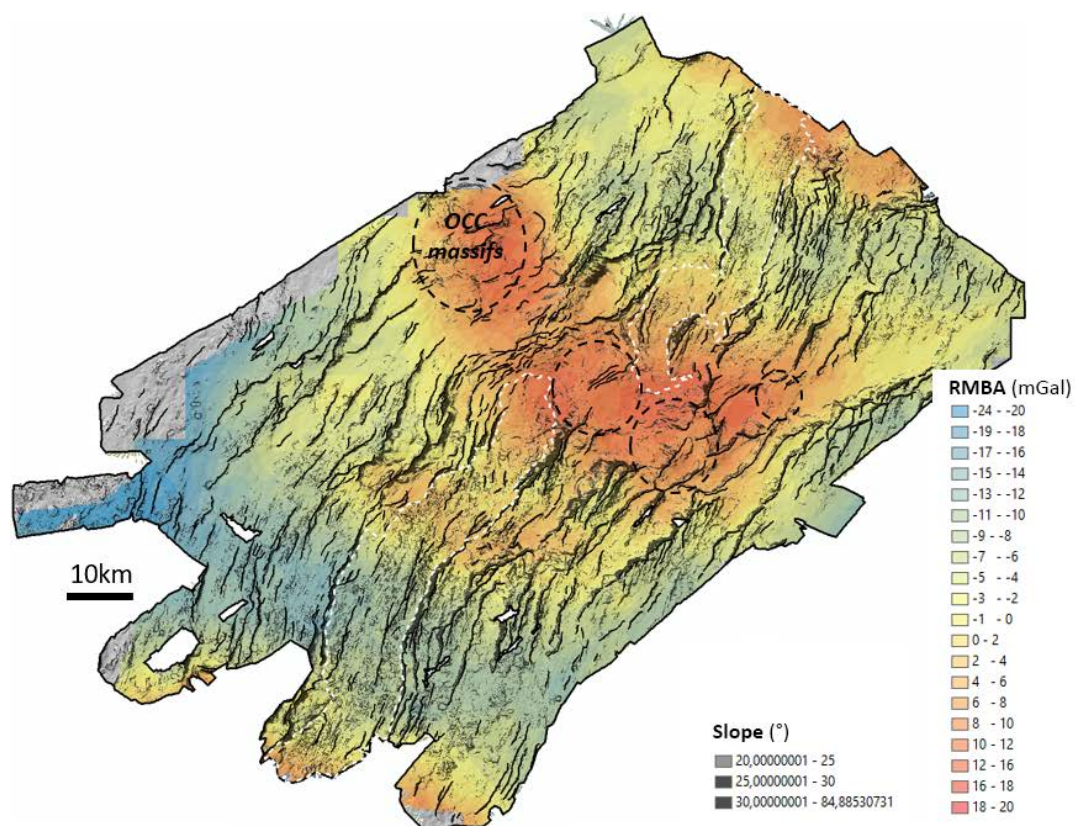 OCC
massifs
10km
RMBA (mGal)
-24 - -20
-19 - -18
-17 - -16
-15 - -14
-13 - -12
-11 - -10
-9 - -8
-7 - -6
-5 - -4
-3 - -2
-1 - 0
0 - 2
2 - 4
4 - 6
6 - 8
8 - 10
10 - 12
12 - 16
16 - 18
18 - 20
Slope (°)
20,00000001 - 25
25,00000001 - 30
30,00000001 - 84,88530731